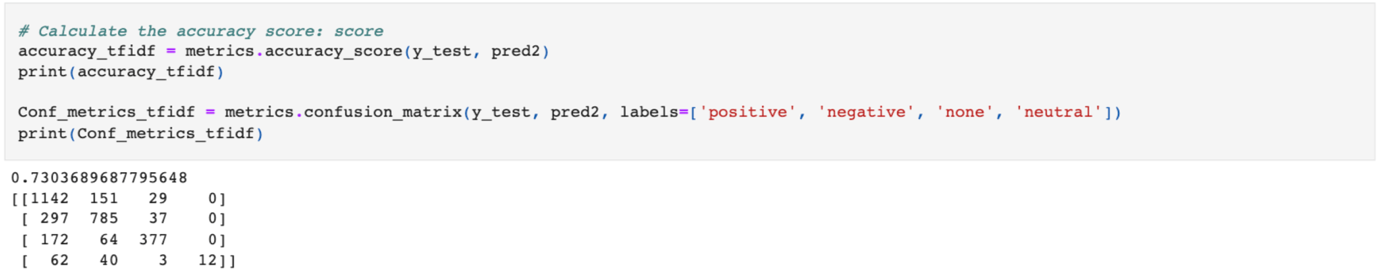 # Calculate the accuracy score: score
accuracy_tfidf = metrics.accuracy_score(y_test, pred2)
print(accuracy_tfidf)
Conf_metrics_tfidf = metrics.confusion_matrix(y_test, pred2, labels=['positive', 'negative', 'none', 'neutral'])
print(Conf_metrics_tfidf)
0.7303689687795648
[[1142 151 29 0]
[ 297 785 37 0]
[ 172 64 377 0]
[ 62 40 3 12]]